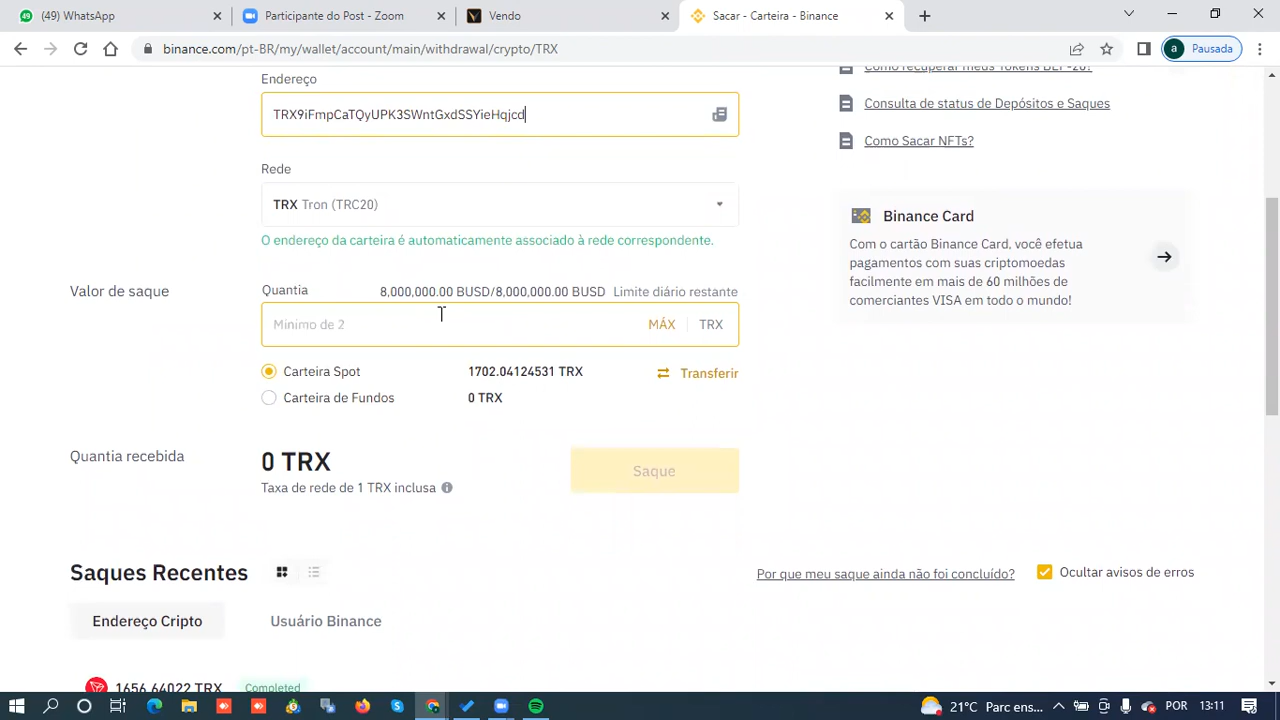 (49) WhatsApp
Participante do Post - Zoom
Vendo
Sacar - Carteira - Binance
binance.com/pt-BR/my/wallet/account/main/withdrawal/crypto/TRX
a Pausada
Endereço
TRX9iFmpCaTQyUPK3SWntGxdSSYieHqjcd
Rede
TRX Tron (TRC20)
O endereço da carteira é automaticamente associado à rede correspondente.
Valor de saque
Quantia 8,000,000.00 BUSD/8,000,000.00 BUSD Limite diário restante
Mínimo de 2 MÁX TRX
Carteira Spot 1702.04124531 TRX Transferir
Carteira de Fundos 0 TRX
Quantia recebida
0 TRX
Taxa de rede de 1 TRX inclusa
Saque
Como recuperar meus Tokens BEP-20?
Consulta de status de Depósitos e Saques
Como Sacar NFTs?
Binance Card
Com o cartão Binance Card, você efetua
pagamentos com suas criptomoedas
facilmente em mais de 60 milhões de
comerciantes VISA em todo o mundo!
Saques Recentes
Por que meu saque ainda não foi concluído?
Ocultar avisos de erros
Endereço Cripto
Usuário Binance
1656.64022 TRX Completed
21°C Parc ens... POR 13:11